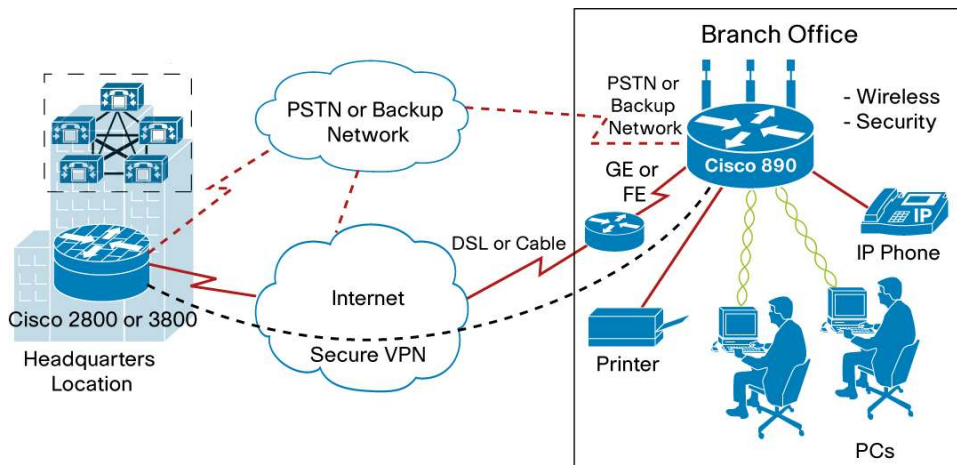 Branch Office
PSTN or Backup
Network
PSTN or
Backup
Network
- Wireless
- Security
Cisco 890
GE or
FE
IP
IP Phone
DSL or Cable
Internet
Cisco 2800 or 3800
Secure VPN
Headquarters
Location
Printer
PCs